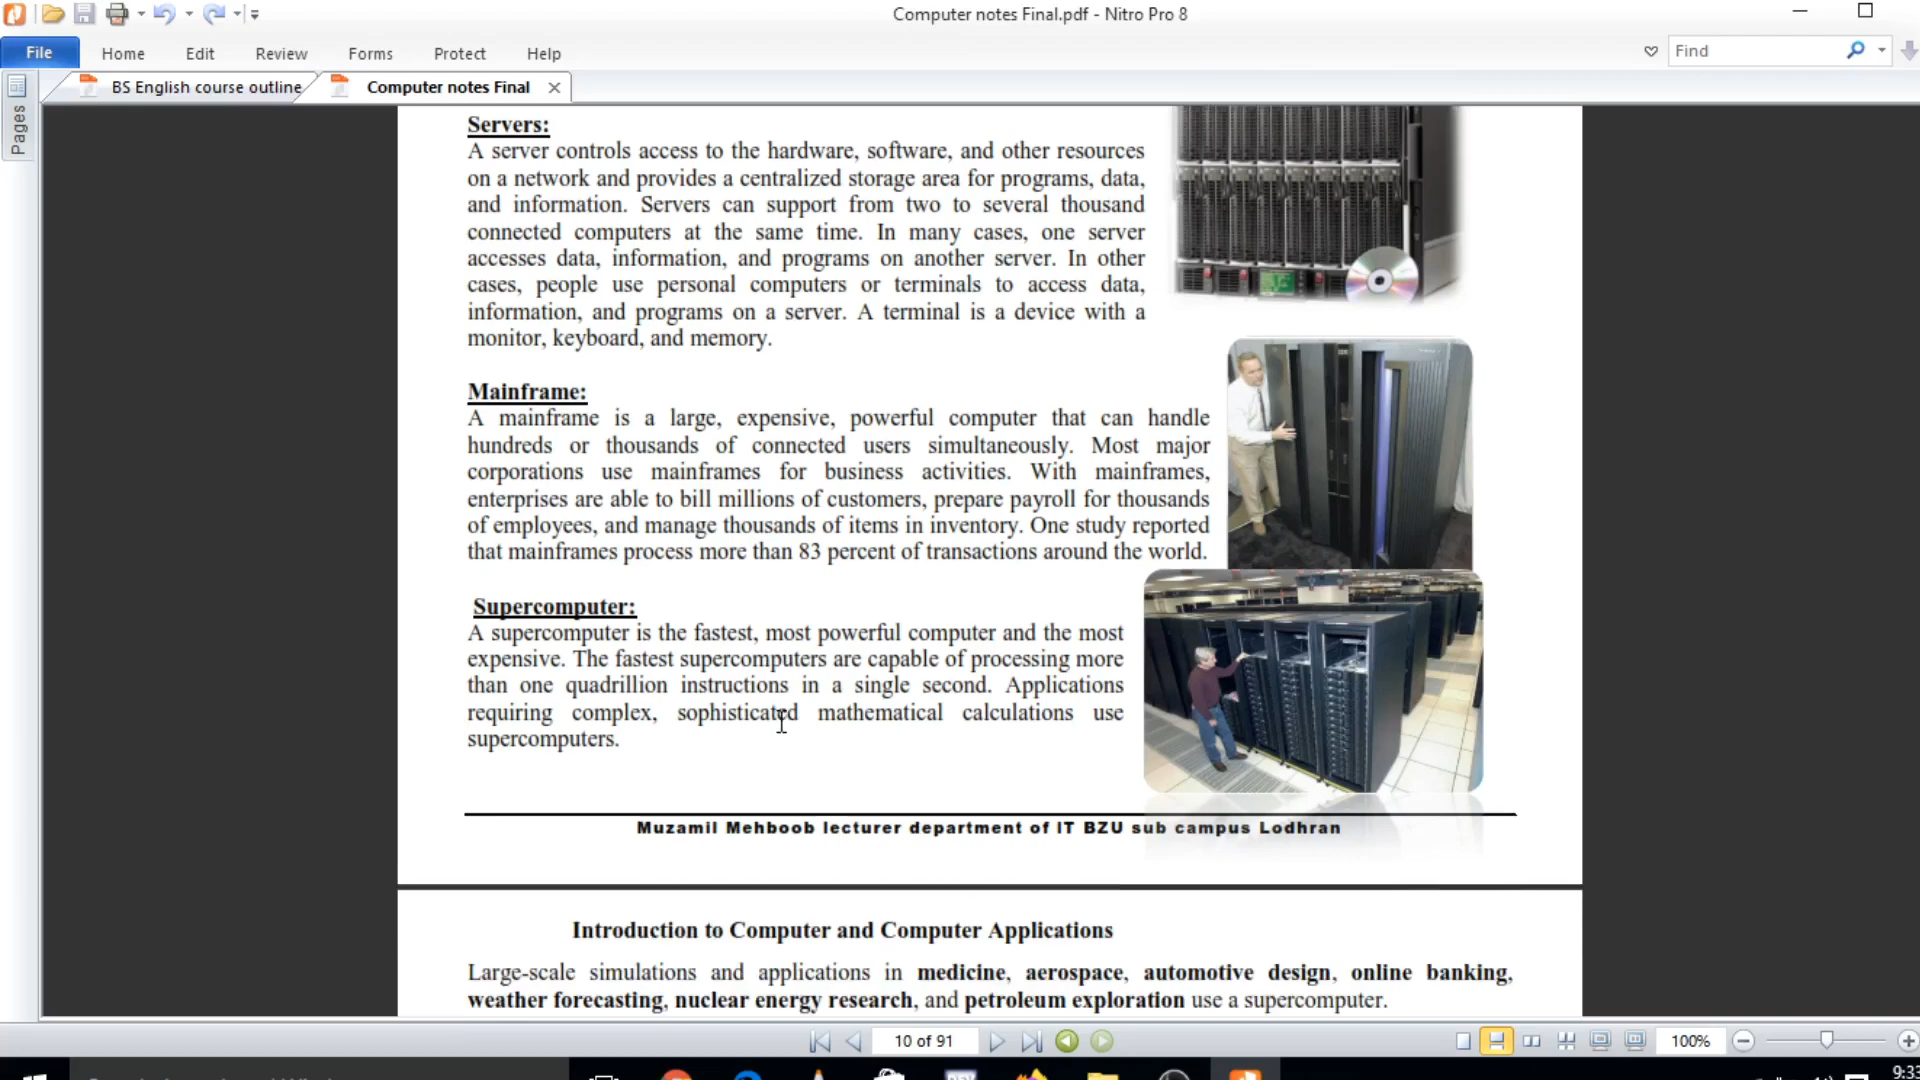 Computer notes Final.pdf - Nitro Pro 8
File Home Edit Review Forms Protect Help Find
BS English course outline Computer notes Final
Pages
Servers:
A server controls access to the hardware, software, and other resources
on a network and provides a centralized storage area for programs, data,
and information. Servers can support from two to several thousand
connected computers at the same time. In many cases, one server
accesses data, information, and programs on another server. In other
cases, people use personal computers or terminals to access data,
information, and programs on a server. A terminal is a device with a
monitor, keyboard, and memory.
Mainframe:
A mainframe is a large, expensive, powerful computer that can handle
hundreds or thousands of connected users simultaneously. Most major
corporations use mainframes for business activities. With mainframes,
enterprises are able to bill millions of customers, prepare payroll for thousands
of employees, and manage thousands of items in inventory. One study reported
that mainframes process more than 83 percent of transactions around the world.
Supercomputer:
A supercomputer is the fastest, most powerful computer and the most
expensive. The fastest supercomputers are capable of processing more
than one quadrillion instructions in a single second. Applications
requiring complex, sophisticated mathematical calculations use
supercomputers.
Muzamil Mehboob lecturer department of IT BZU sub campus Lodhran
Introduction to Computer and Computer Applications
Large-scale simulations and applications in medicine, aerospace, automotive design, online banking,
weather forecasting, nuclear energy research, and petroleum exploration use a supercomputer.
10 of 91 100%